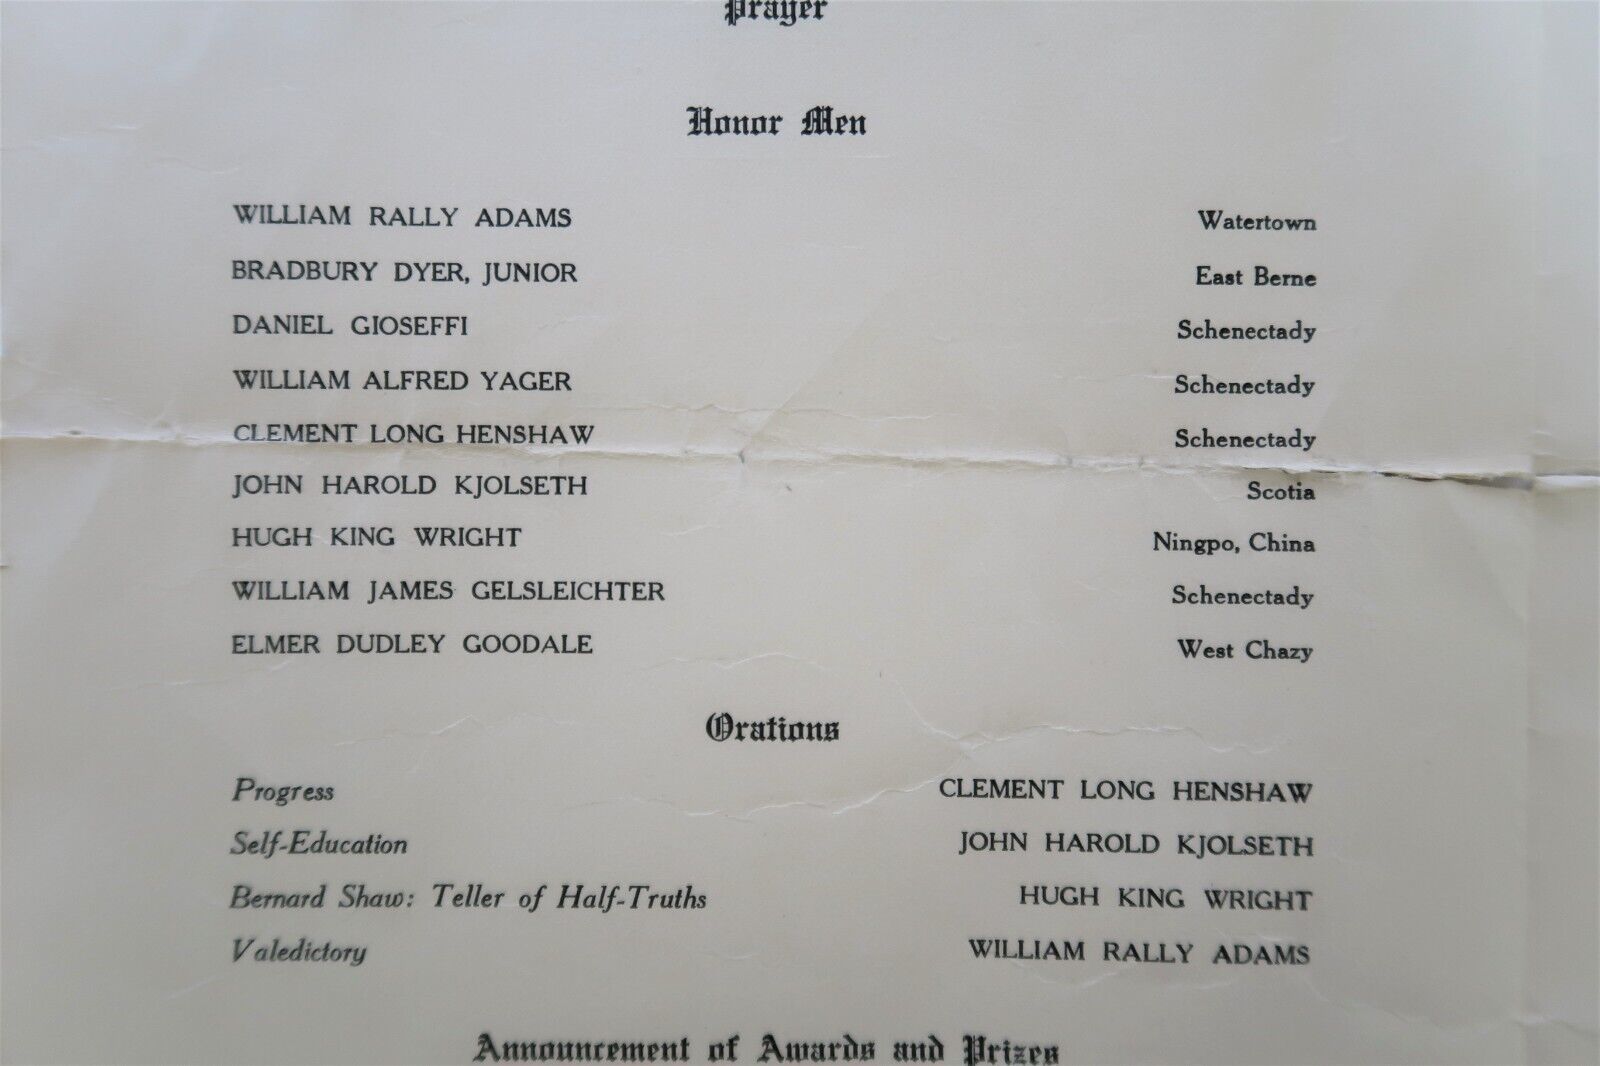 Prayer
Honor Men
WILLIAM RALLY ADAMS Watertown
BRADBURY DYER, JUNIOR East Berne
DANIEL GIOSEFFI Schenectady
WILLIAM ALFRED YAGER Schenectady
CLEMENT LONG HENSHAW Schenectady
JOHN HAROLD KJOLSETH Scotia
HUGH KING WRIGHT Ningpo, China
WILLIAM JAMES GELSLEICHTER Schenectady
ELMER DUDLEY GOODALE West Chazy
Orations
Progress CLEMENT LONG HENSHAW
Self-Education JOHN HAROLD KJOLSETH
Bernard Shaw: Teller of Half-Truths HUGH KING WRIGHT
Valedictory WILLIAM RALLY ADAMS
Announcement of Awards and Prizes